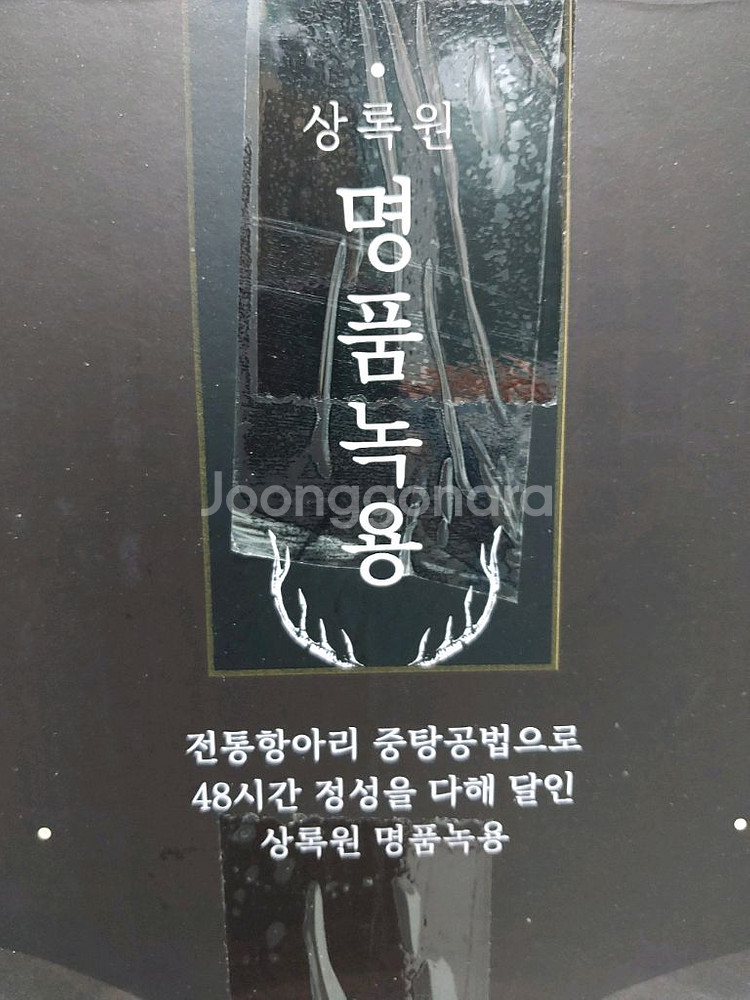 상록원
명품녹용
Joonggonara
전통항아리 중탕공법으로
48시간 정성을 다해 달인
상록원 명품녹용